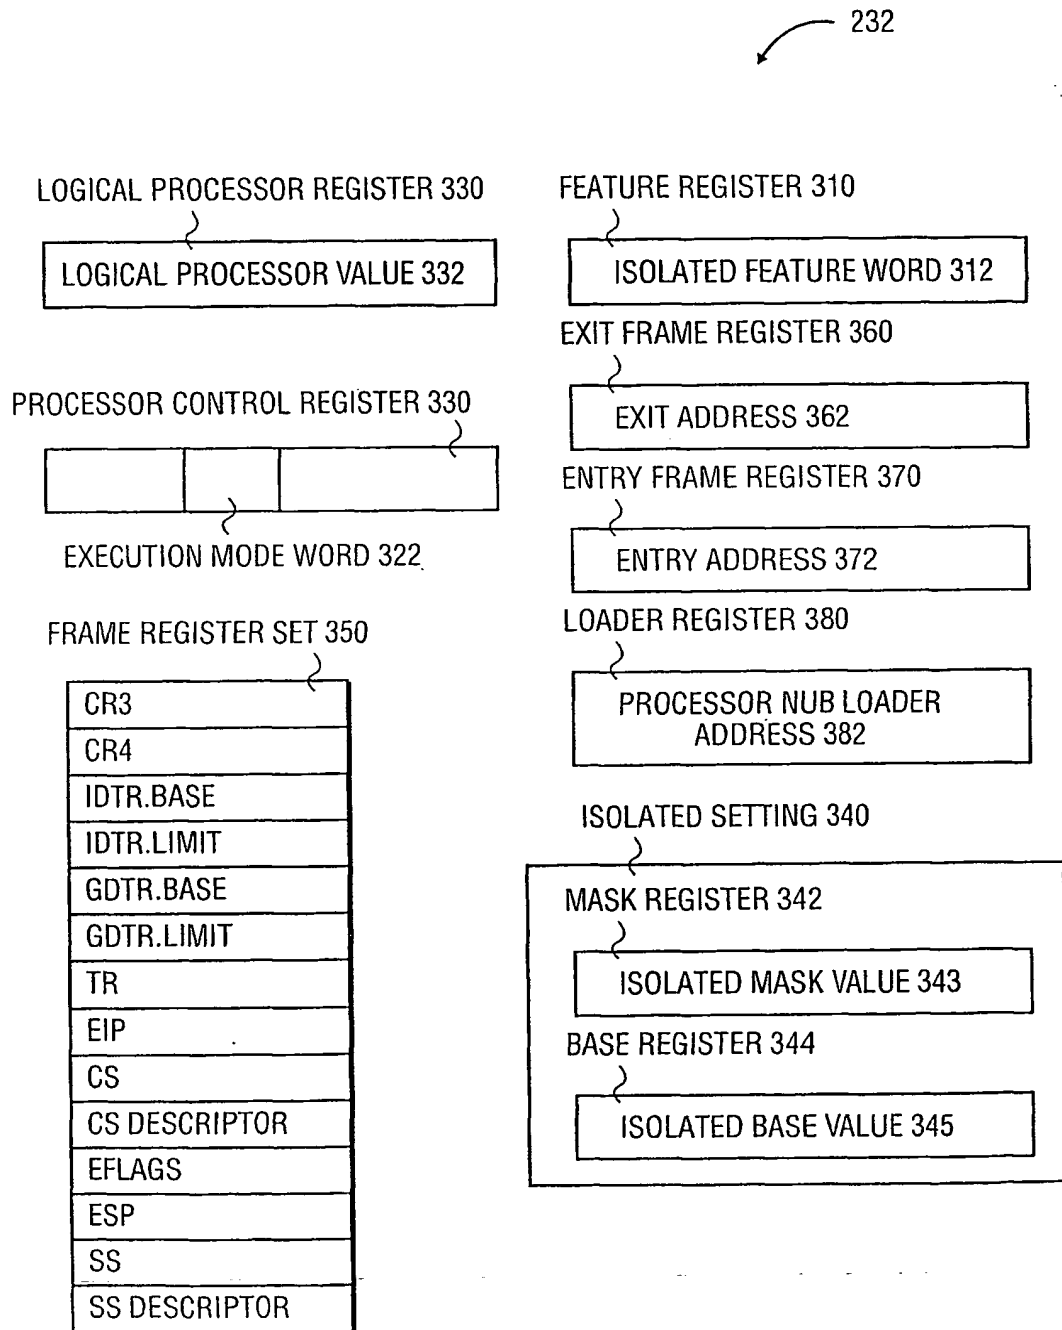 232
LOGICAL PROCESSOR REGISTER 330
LOGICAL PROCESSOR VALUE 332
PROCESSOR CONTROL REGISTER 330
EXECUTION MODE WORD 322
FRAME REGISTER SET 350
CR3
CR4
IDTR.BASE
IDTR.LIMIT
GDTR.BASE
GDTR.LIMIT
TR
EIP
CS
CS DESCRIPTOR
EFLAGS
ESP
SS
SS DESCRIPTOR
FEATURE REGISTER 310
ISOLATED FEATURE WORD 312
EXIT FRAME REGISTER 360
EXIT ADDRESS 362
ENTRY FRAME REGISTER 370
ENTRY ADDRESS 372
LOADER REGISTER 380
PROCESSOR NUB LOADER
ADDRESS 382
ISOLATED SETTING 340
MASK REGISTER 342
ISOLATED MASK VALUE 343
BASE REGISTER 344
ISOLATED BASE VALUE 345